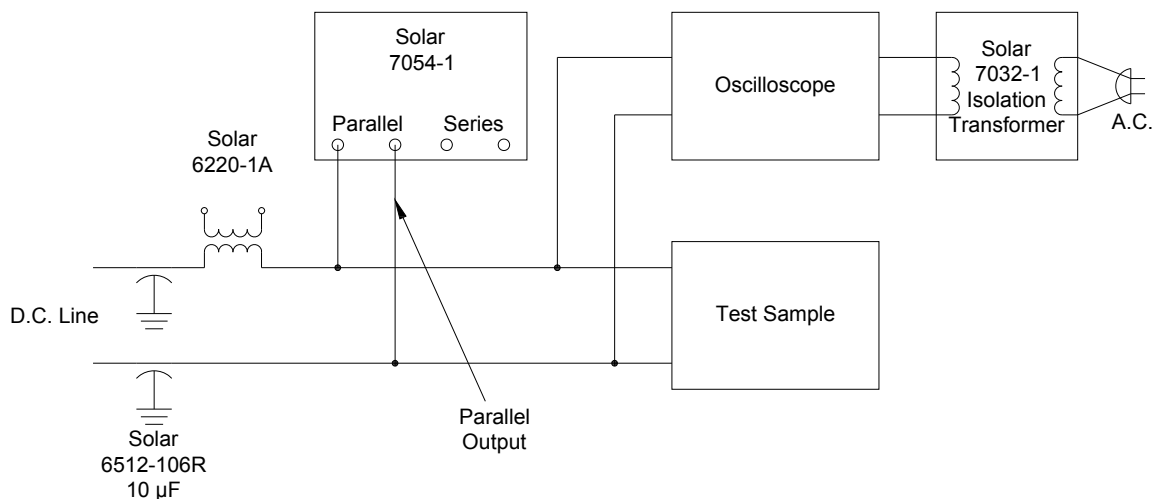 Solar
7054-1
Parallel
Series
Solar
6220-1A
Oscilloscope
Solar
7032-1
Isolation
Transformer
A.C.
D.C. Line
Test Sample
Parallel
Output
Solar
6512-106R
10 µF